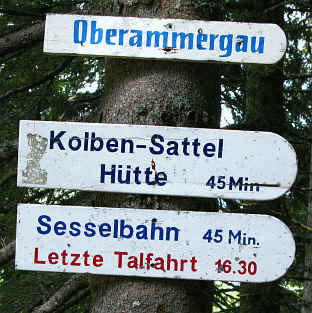 Oberammergau
Kolben-Sattel
Hütte 45 Min
Sesselbahn 45 Min.
Letzte Talfahrt 16.30